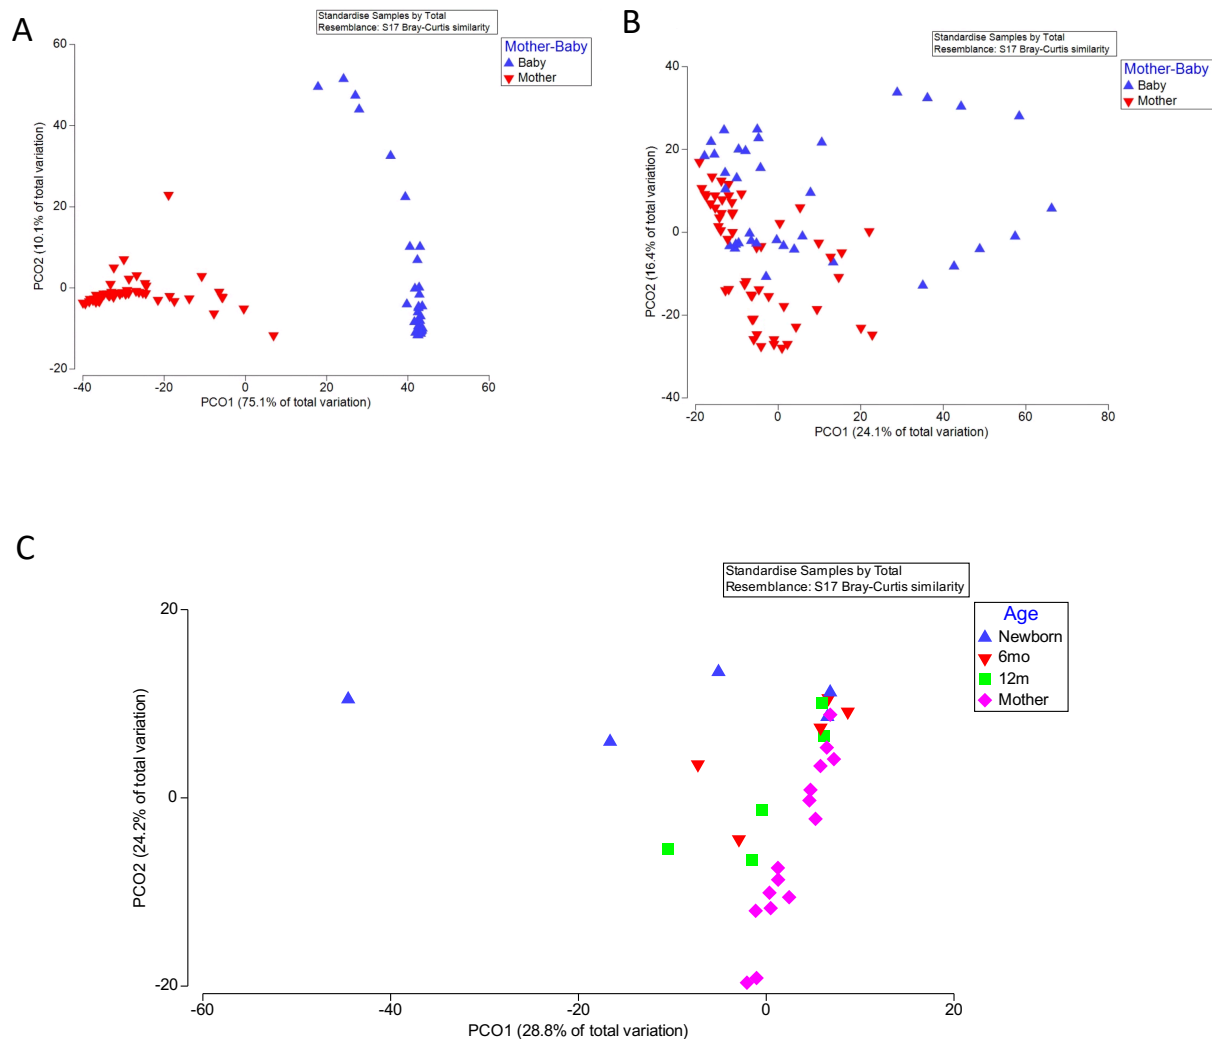 A
Standardise Samples by Total
Resemblance: S17 Bray-Curtis similarity
Mother-Baby
Baby
Mother
60
40
20
0
-20
PCO2 (10.1% of total variation)
-40
-20
0
20
40
60
PCO1 (75.1% of total variation)
B
Standardise Samples by Total
Resemblance: S17 Bray-Curtis similarity
Mother-Baby
Baby
Mother
40
20
0
-20
-40
PCO2 (16.4% of total variation)
-20
0
20
40
60
80
PCO1 (24.1% of total variation)
C
Standardise Samples by Total
Resemblance: S17 Bray-Curtis similarity
Age
Newborn
6mo
12m
Mother
20
0
-20
PCO2 (24.2% of total variation)
-60
-40
-20
0
20
PCO1 (28.8% of total variation)